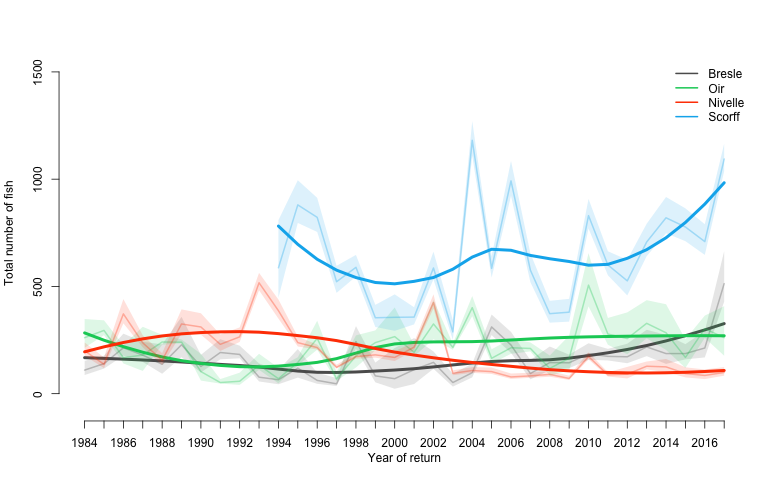 1500
Bresle
Oir
Nivelle
Scorff
1000
Total number of fish
500
0
1984 1986 1988 1990 1992 1994 1996 1998 2000 2002 2004 2006 2008 2010 2012 2014 2016
Year of return